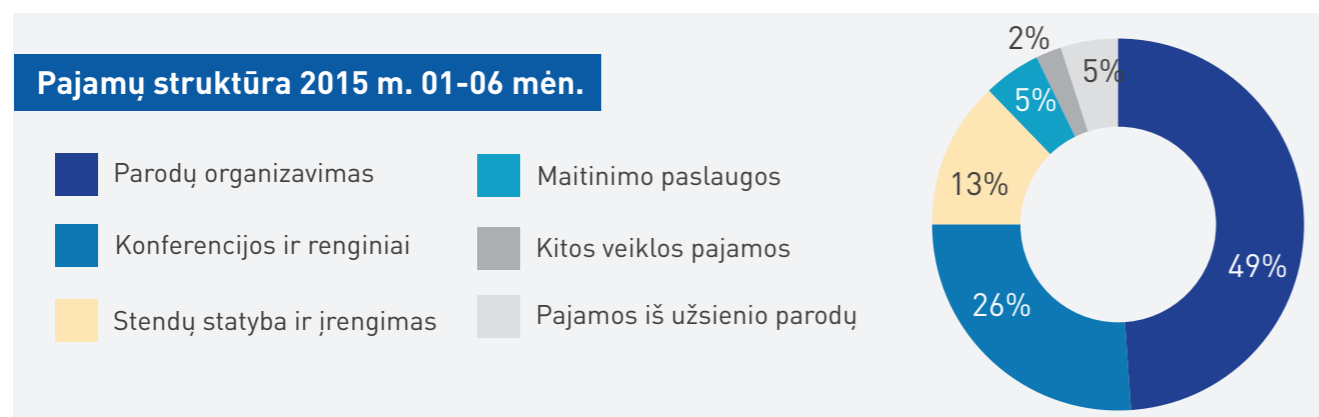 Pajamų struktūra 2015 m. 01-06 mėn.
Parodų organizavimas
Konferencijos ir renginiai
Stendų statyba ir įrengimas
Maitinimo paslaugos
Kitos veiklos pajamos
Pajamos iš užsienio parodų
2%
5%
5%
13%
26%
49%